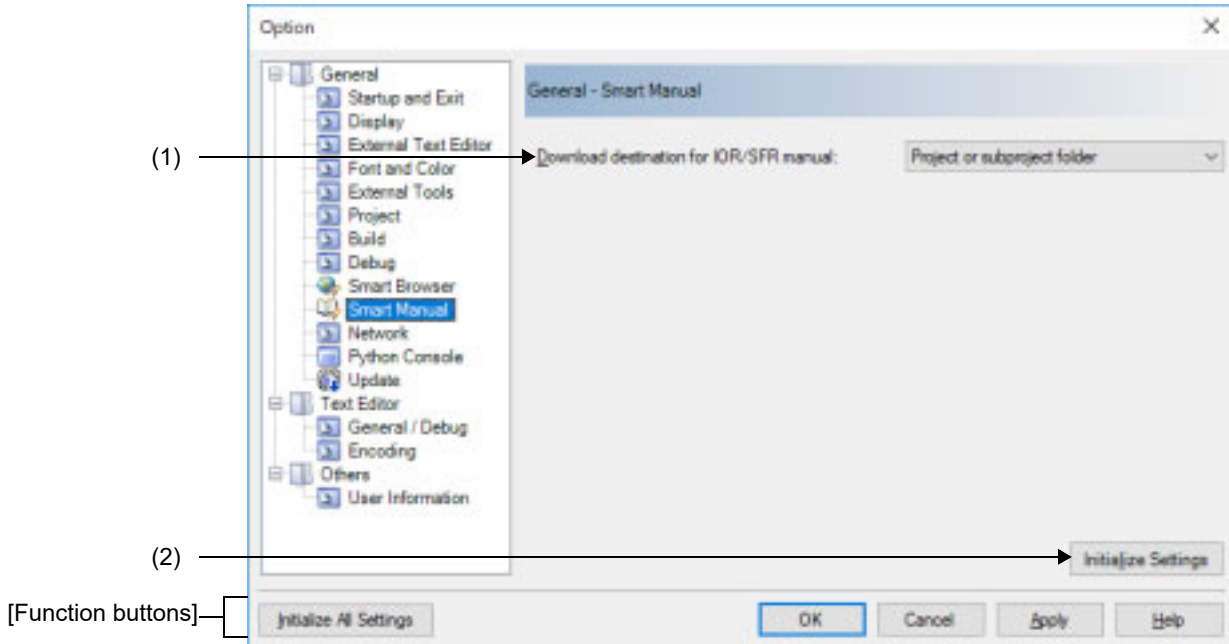 Option
General
Startup and Exit
Display
External Text Editor
Font and Color
External Tools
Project
Build
Debug
Smart Browser
Smart Manual
Network
Python Console
Update
Text Editor
General / Debug
Encoding
Others
User Information
General - Smart Manual
(1)
Download destination for IOR/SFR manual:
Project or subproject folder
(2)
Initialize Settings
[Function buttons]
Initialize All Settings
OK
Cancel
Apply
Help